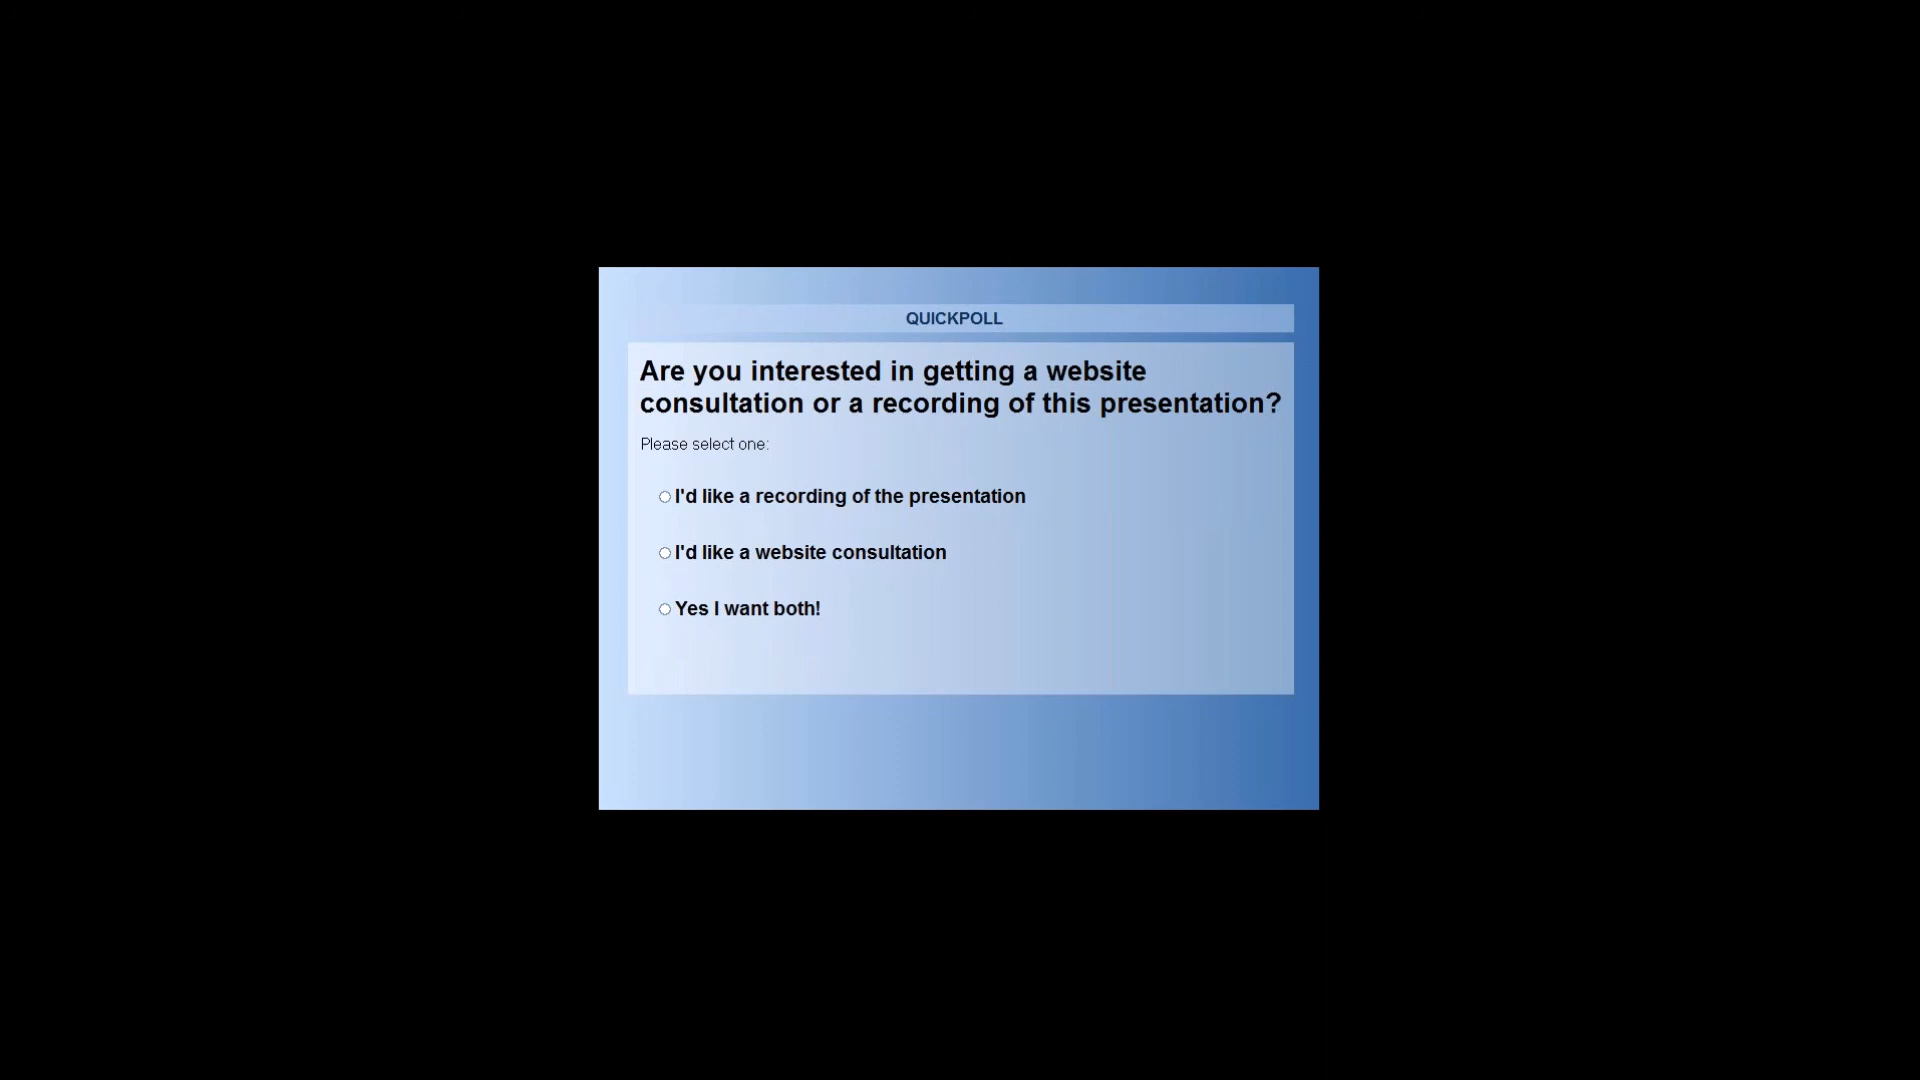 QUICKPOLL
Are you interested in getting a website
consultation or a recording of this presentation?
Please select one:
I'd like a recording of the presentation
I'd like a website consultation
Yes I want both!